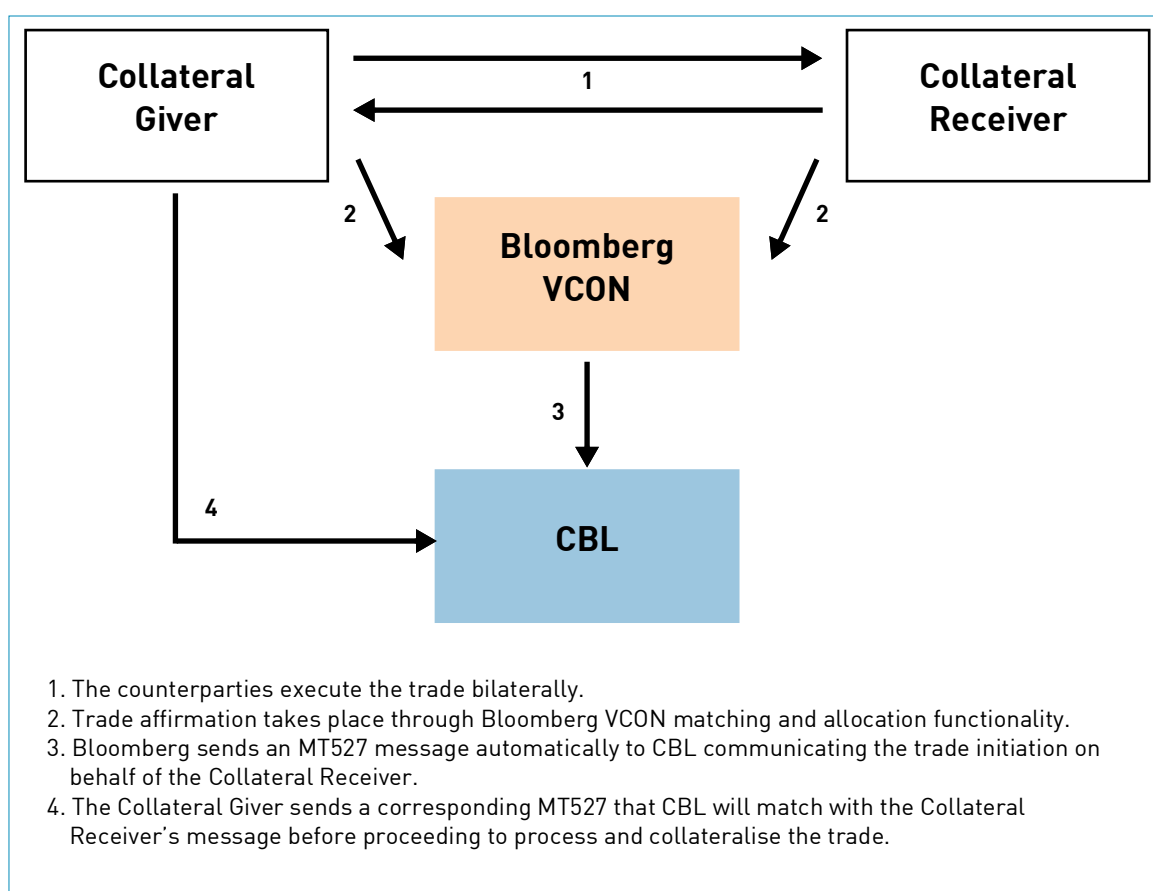 Collateral
Giver
1
Collateral
Receiver
2
2
Bloomberg
VCON
3
4
CBL
1. The counterparties execute the trade bilaterally.
2. Trade affirmation takes place through Bloomberg VCON matching and allocation functionality.
3. Bloomberg sends an MT527 message automatically to CBL communicating the trade initiation on
behalf of the Collateral Receiver.
4. The Collateral Giver sends a corresponding MT527 that CBL will match with the Collateral
Receiver's message before proceeding to process and collateralise the trade.